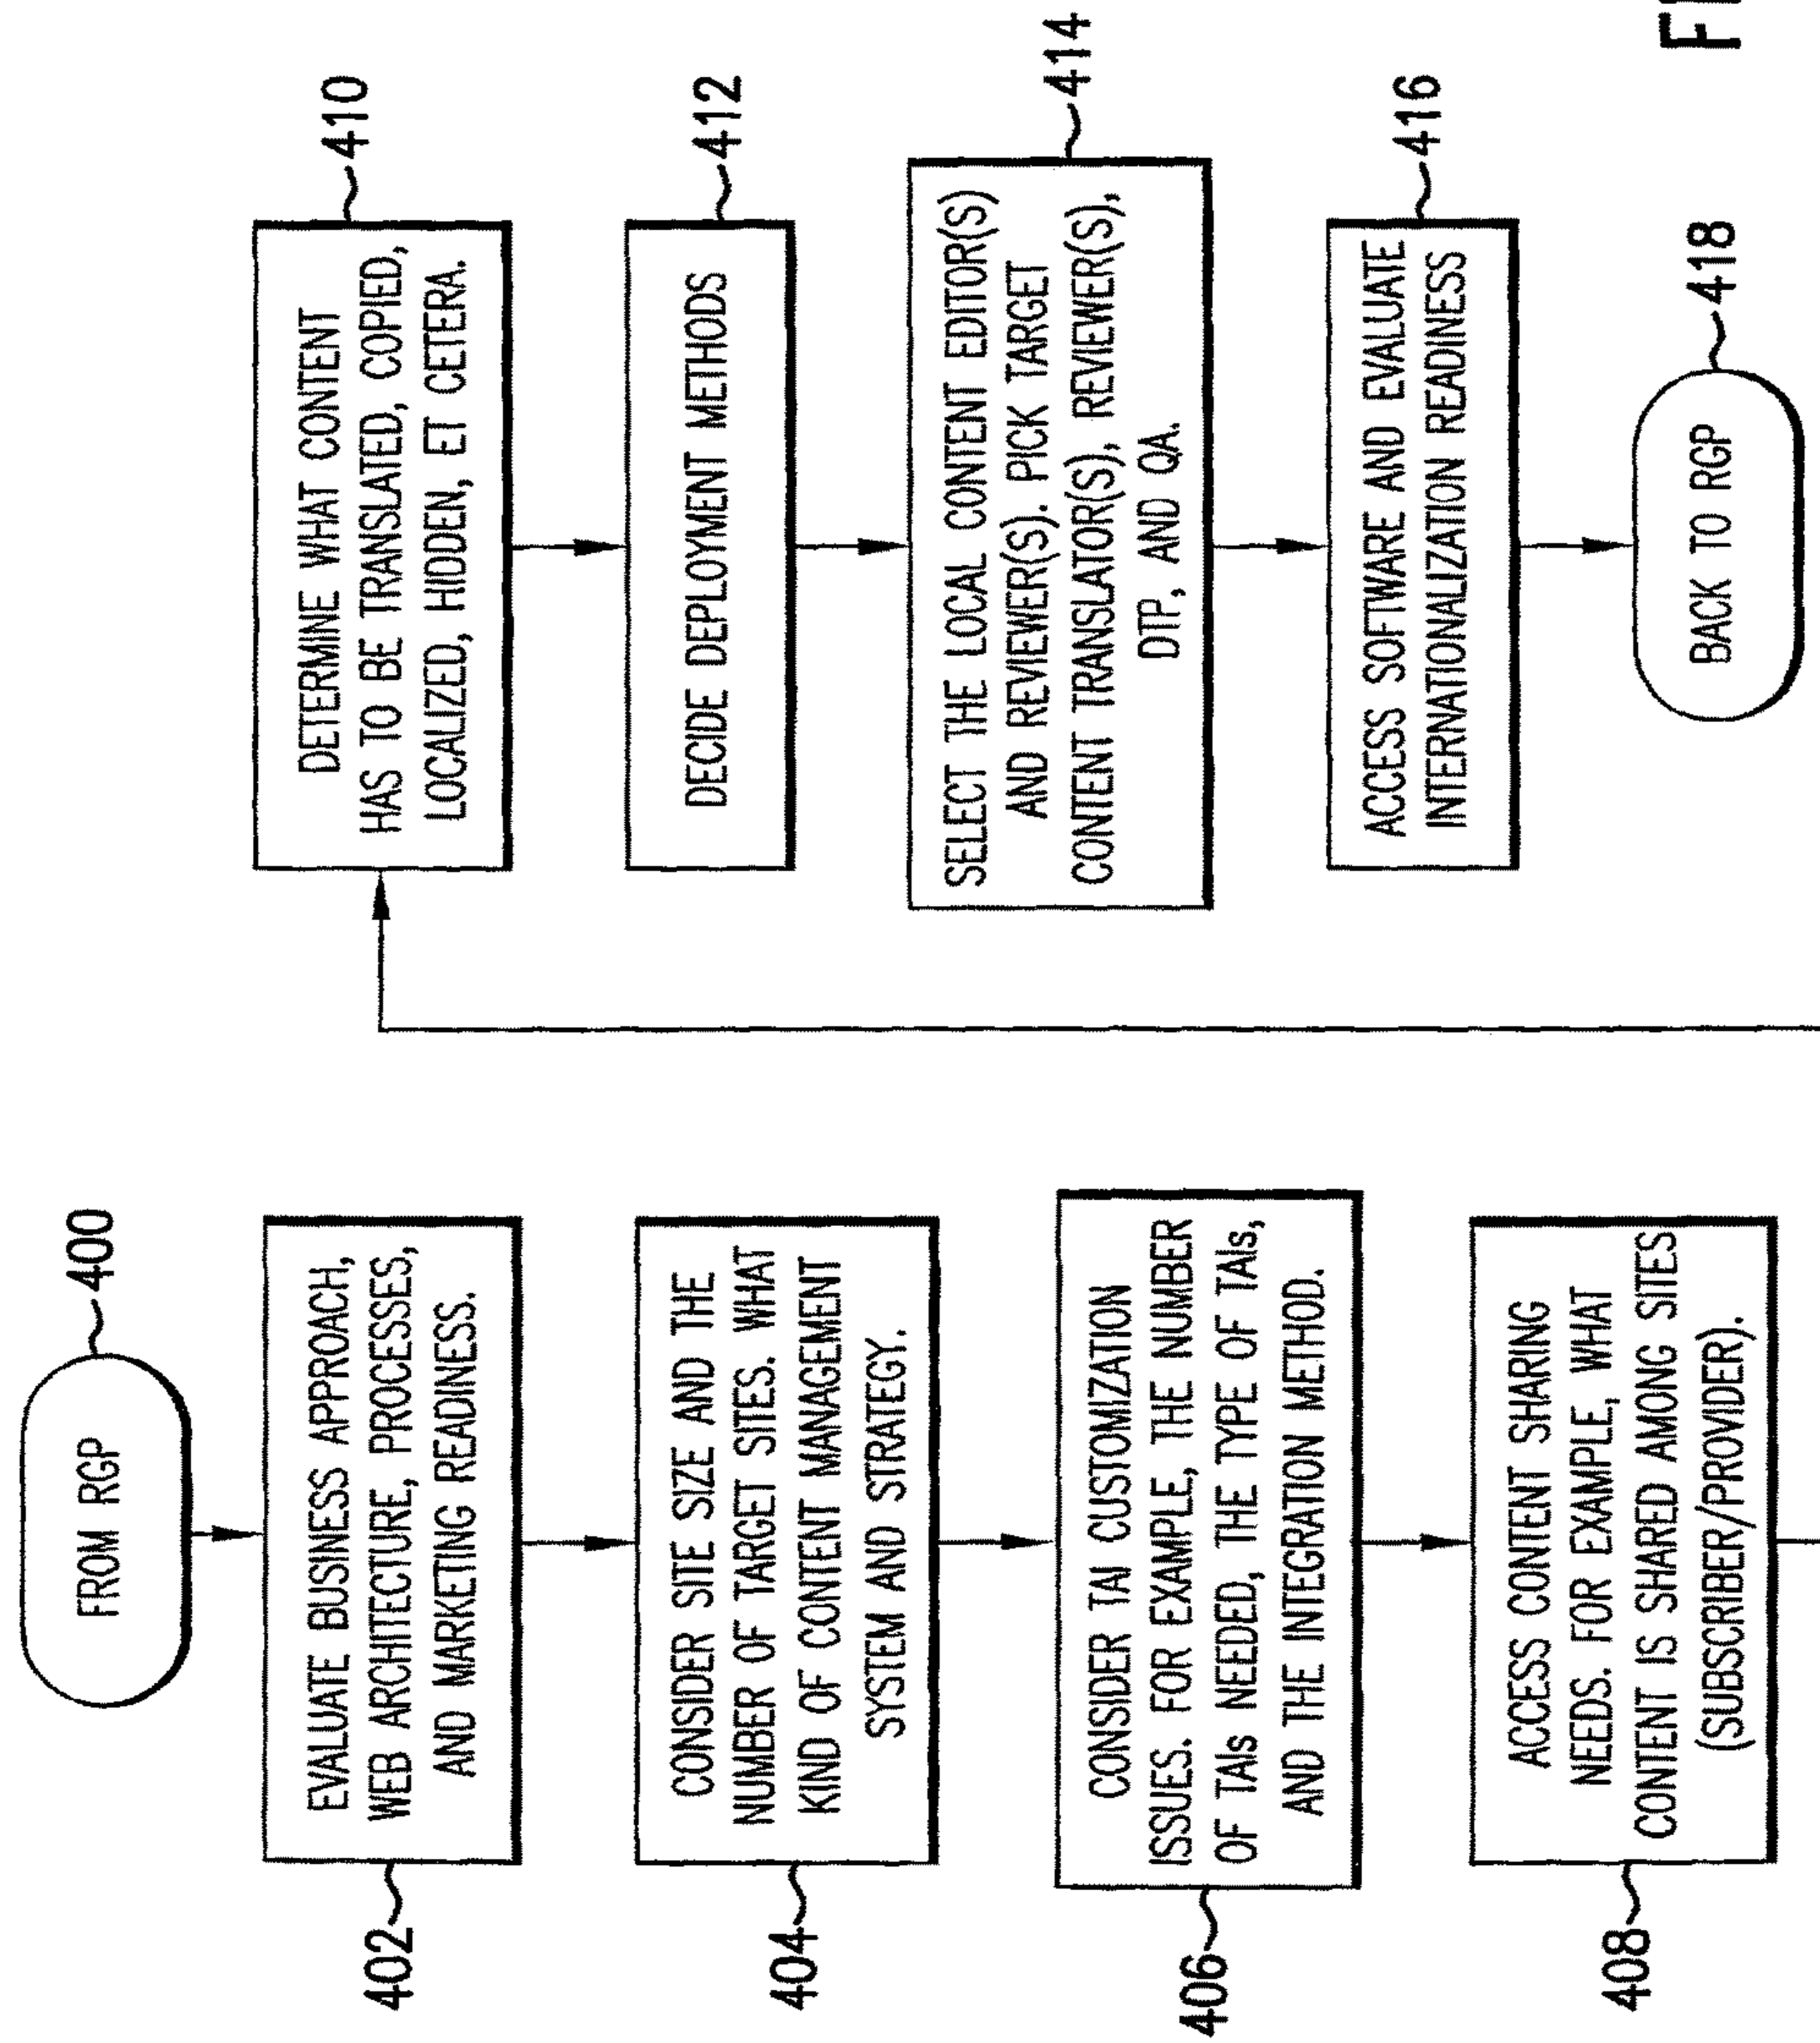 FROM RGP
400
EVALUATE BUSINESS APPROACH,
WEB ARCHITECTURE, PROCESSES,
AND MARKETING READINESS.
402
CONSIDER SITE SIZE AND THE
NUMBER OF TARGET SITES. WHAT
KIND OF CONTENT MANAGEMENT
SYSTEM AND STRATEGY.
404
CONSIDER TAI CUSTOMIZATION
ISSUES. FOR EXAMPLE, THE NUMBER
OF TAIs NEEDED, THE TYPE OF TAIs,
AND THE INTEGRATION METHOD.
406
ACCESS CONTENT SHARING
NEEDS. FOR EXAMPLE, WHAT
CONTENT IS SHARED AMONG SITES
(SUBSCRIBER/PROVIDER).
408
DETERMINE WHAT CONTENT
HAS TO BE TRANSLATED, COPIED,
LOCALIZED, HIDDEN, ET CETERA.
410
DECIDE DEPLOYMENT METHODS
412
SELECT THE LOCAL CONTENT EDITOR(S)
AND REVIEWER(S). PICK TARGET
CONTENT TRANSLATOR(S), REVIEWER(S),
DTP, AND QA.
414
ACCESS SOFTWARE AND EVALUATE
INTERNATIONALIZATION READINESS
416
BACK TO RGP
418